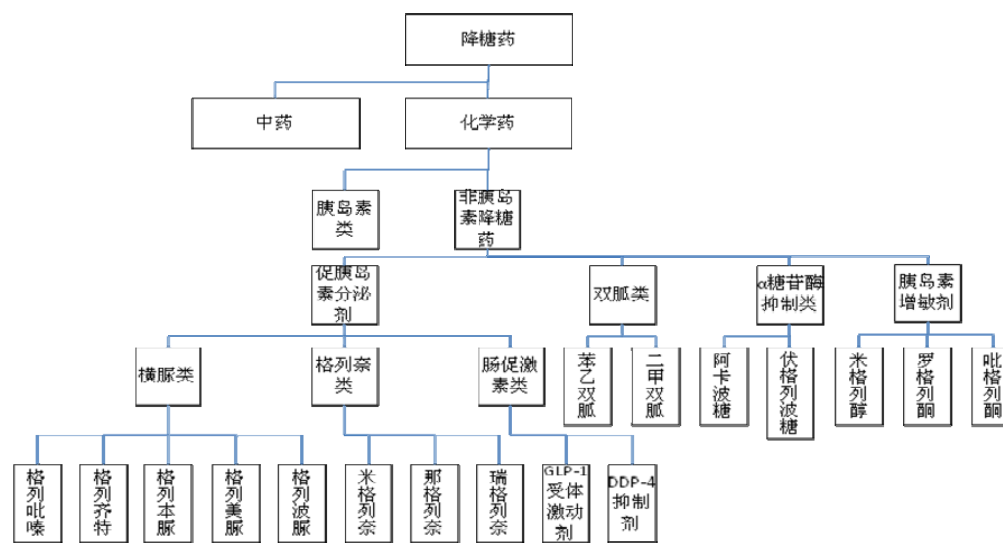 降糖药
中药
化学药
胰岛素
类
非胰岛
素降糖
药
促胰岛
素分泌
剂
双胍类
α糖苷酶
抑制类
胰岛素
增敏剂
横脲类
格列奈
类
肠促激
素类
苯乙双胍
二甲双胍
阿卡波糖
伏格列波糖
米格列醇
罗格列酮
吡格列酮
格列吡嗪
格列齐特
格列本脲
格列美脲
格列波脲
米格列奈
那格列奈
瑞格列奈
GLP-1
受体
激动
剂
DDP-4
抑制
剂